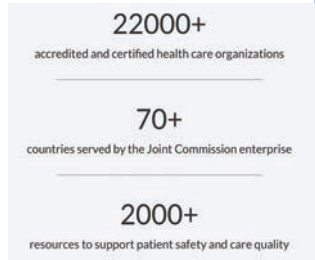 22000+
accredited and certified health care organizations
70+
countries served by the Joint Commission enterprise
2000+
resources to support patient safety and care quality